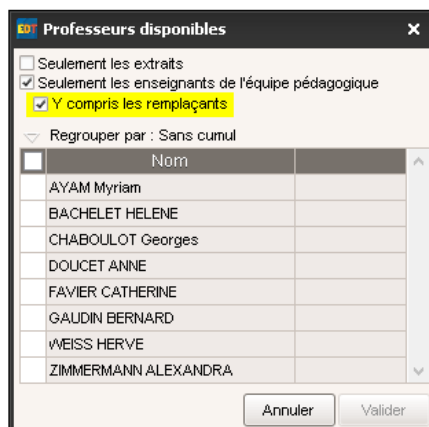 EDT Professeurs disponibles
Seulement les extraits
Seulement les enseignants de l'équipe pédagogique
Y compris les remplaçants
Regrouper par : Sans cumul
Nom
AYAM Myriam
BACHELET HELENE
CHABOULOT Georges
DOUCET ANNE
FAVIER CATHERINE
GAUDIN BERNARD
WEISS HERVE
ZIMMERMANN ALEXANDRA
Annuler Valider